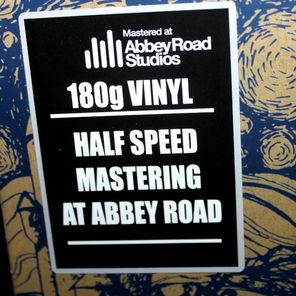 Mastered at
Abbey Road
Studios
180g VINYL
HALF SPEED
MASTERING
AT ABBEY ROAD